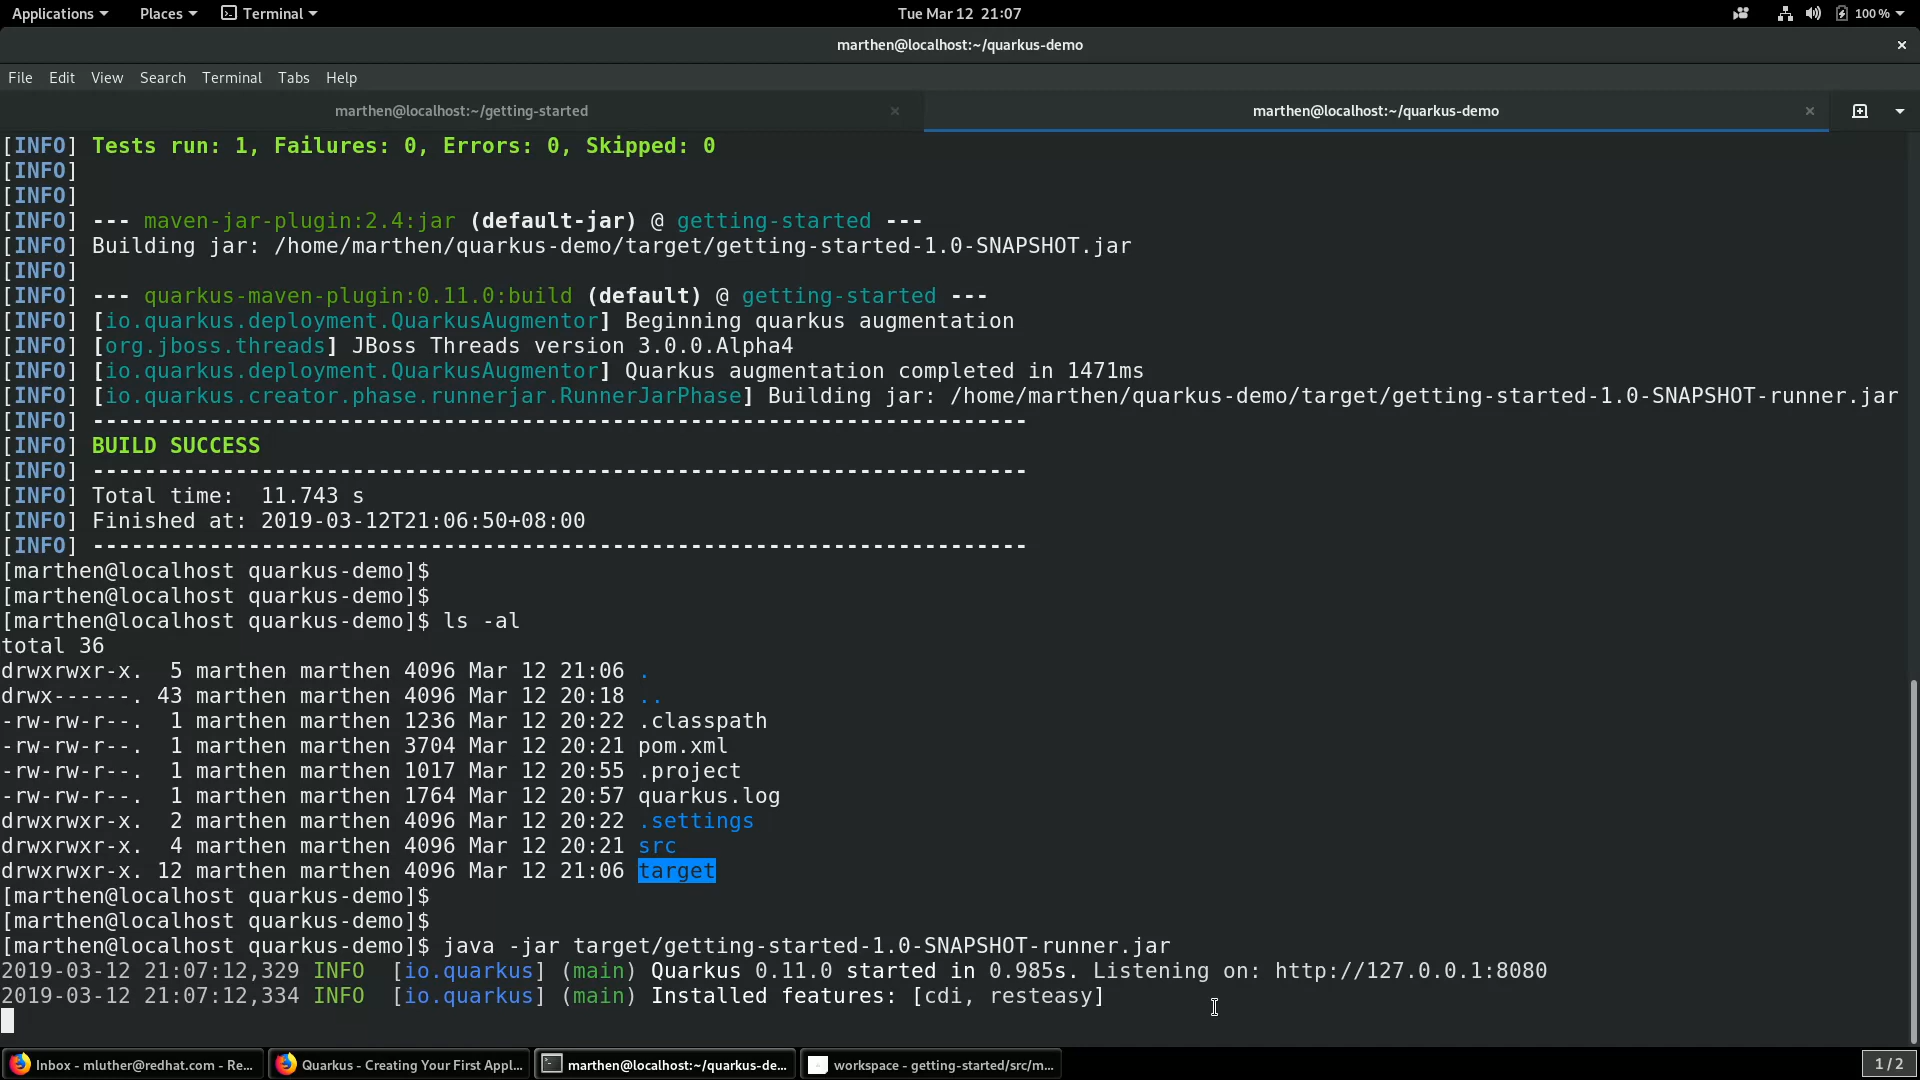 Applications Places Terminal Tue Mar 12 21:07 100 %
marthen@localhost:~/quarkus-demo
File Edit View Search Terminal Tabs Help
marthen@localhost:~/getting-started marthen@localhost:~/quarkus-demo
[INFO] Tests run: 1, Failures: 0, Errors: 0, Skipped: 0
[INFO]
[INFO]
[INFO] --- maven-jar-plugin:2.4:jar (default-jar) @ getting-started ---
[INFO] Building jar: /home/marthen/quarkus-demo/target/getting-started-1.0-SNAPSHOT.jar
[INFO]
[INFO] --- quarkus-maven-plugin:0.11.0:build (default) @ getting-started ---
[INFO] [io.quarkus.deployment.QuarkusAugmentor] Beginning quarkus augmentation
[INFO] [org.jboss.threads] JBoss Threads version 3.0.0.Alpha4
[INFO] [io.quarkus.deployment.QuarkusAugmentor] Quarkus augmentation completed in 1471ms
[INFO] [io.quarkus.creator.phase.runnerjar.RunnerJarPhase] Building jar: /home/marthen/quarkus-demo/target/getting-started-1.0-SNAPSHOT-runner.jar
[INFO] ------------------------------------------------------------------------
[INFO] BUILD SUCCESS
[INFO] ------------------------------------------------------------------------
[INFO] Total time:  11.743 s
[INFO] Finished at: 2019-03-12T21:06:50+08:00
[INFO] ------------------------------------------------------------------------
[marthen@localhost quarkus-demo]$
[marthen@localhost quarkus-demo]$
[marthen@localhost quarkus-demo]$ ls -al
total 36
drwxrwxr-x.  5 marthen marthen 4096 Mar 12 21:06 .
drwx------. 43 marthen marthen 4096 Mar 12 20:18 ..
-rw-rw-r--.  1 marthen marthen 1236 Mar 12 20:22 .classpath
-rw-rw-r--.  1 marthen marthen 3704 Mar 12 20:21 pom.xml
-rw-rw-r--.  1 marthen marthen 1017 Mar 12 20:55 .project
-rw-rw-r--.  1 marthen marthen 1764 Mar 12 20:57 quarkus.log
drwxrwxr-x.  2 marthen marthen 4096 Mar 12 20:22 .settings
drwxrwxr-x.  4 marthen marthen 4096 Mar 12 20:21 src
drwxrwxr-x. 12 marthen marthen 4096 Mar 12 21:06 target
[marthen@localhost quarkus-demo]$
[marthen@localhost quarkus-demo]$
[marthen@localhost quarkus-demo]$ java -jar target/getting-started-1.0-SNAPSHOT-runner.jar
2019-03-12 21:07:12,329 INFO  [io.quarkus] (main) Quarkus 0.11.0 started in 0.985s. Listening on: http://127.0.0.1:8080
2019-03-12 21:07:12,334 INFO  [io.quarkus] (main) Installed features: [cdi, resteasy]
Inbox - mluther@redhat.com - Re... Quarkus - Creating Your First Appl... marthen@localhost:~/quarkus-de... workspace - getting-started/src/m... 1 / 2